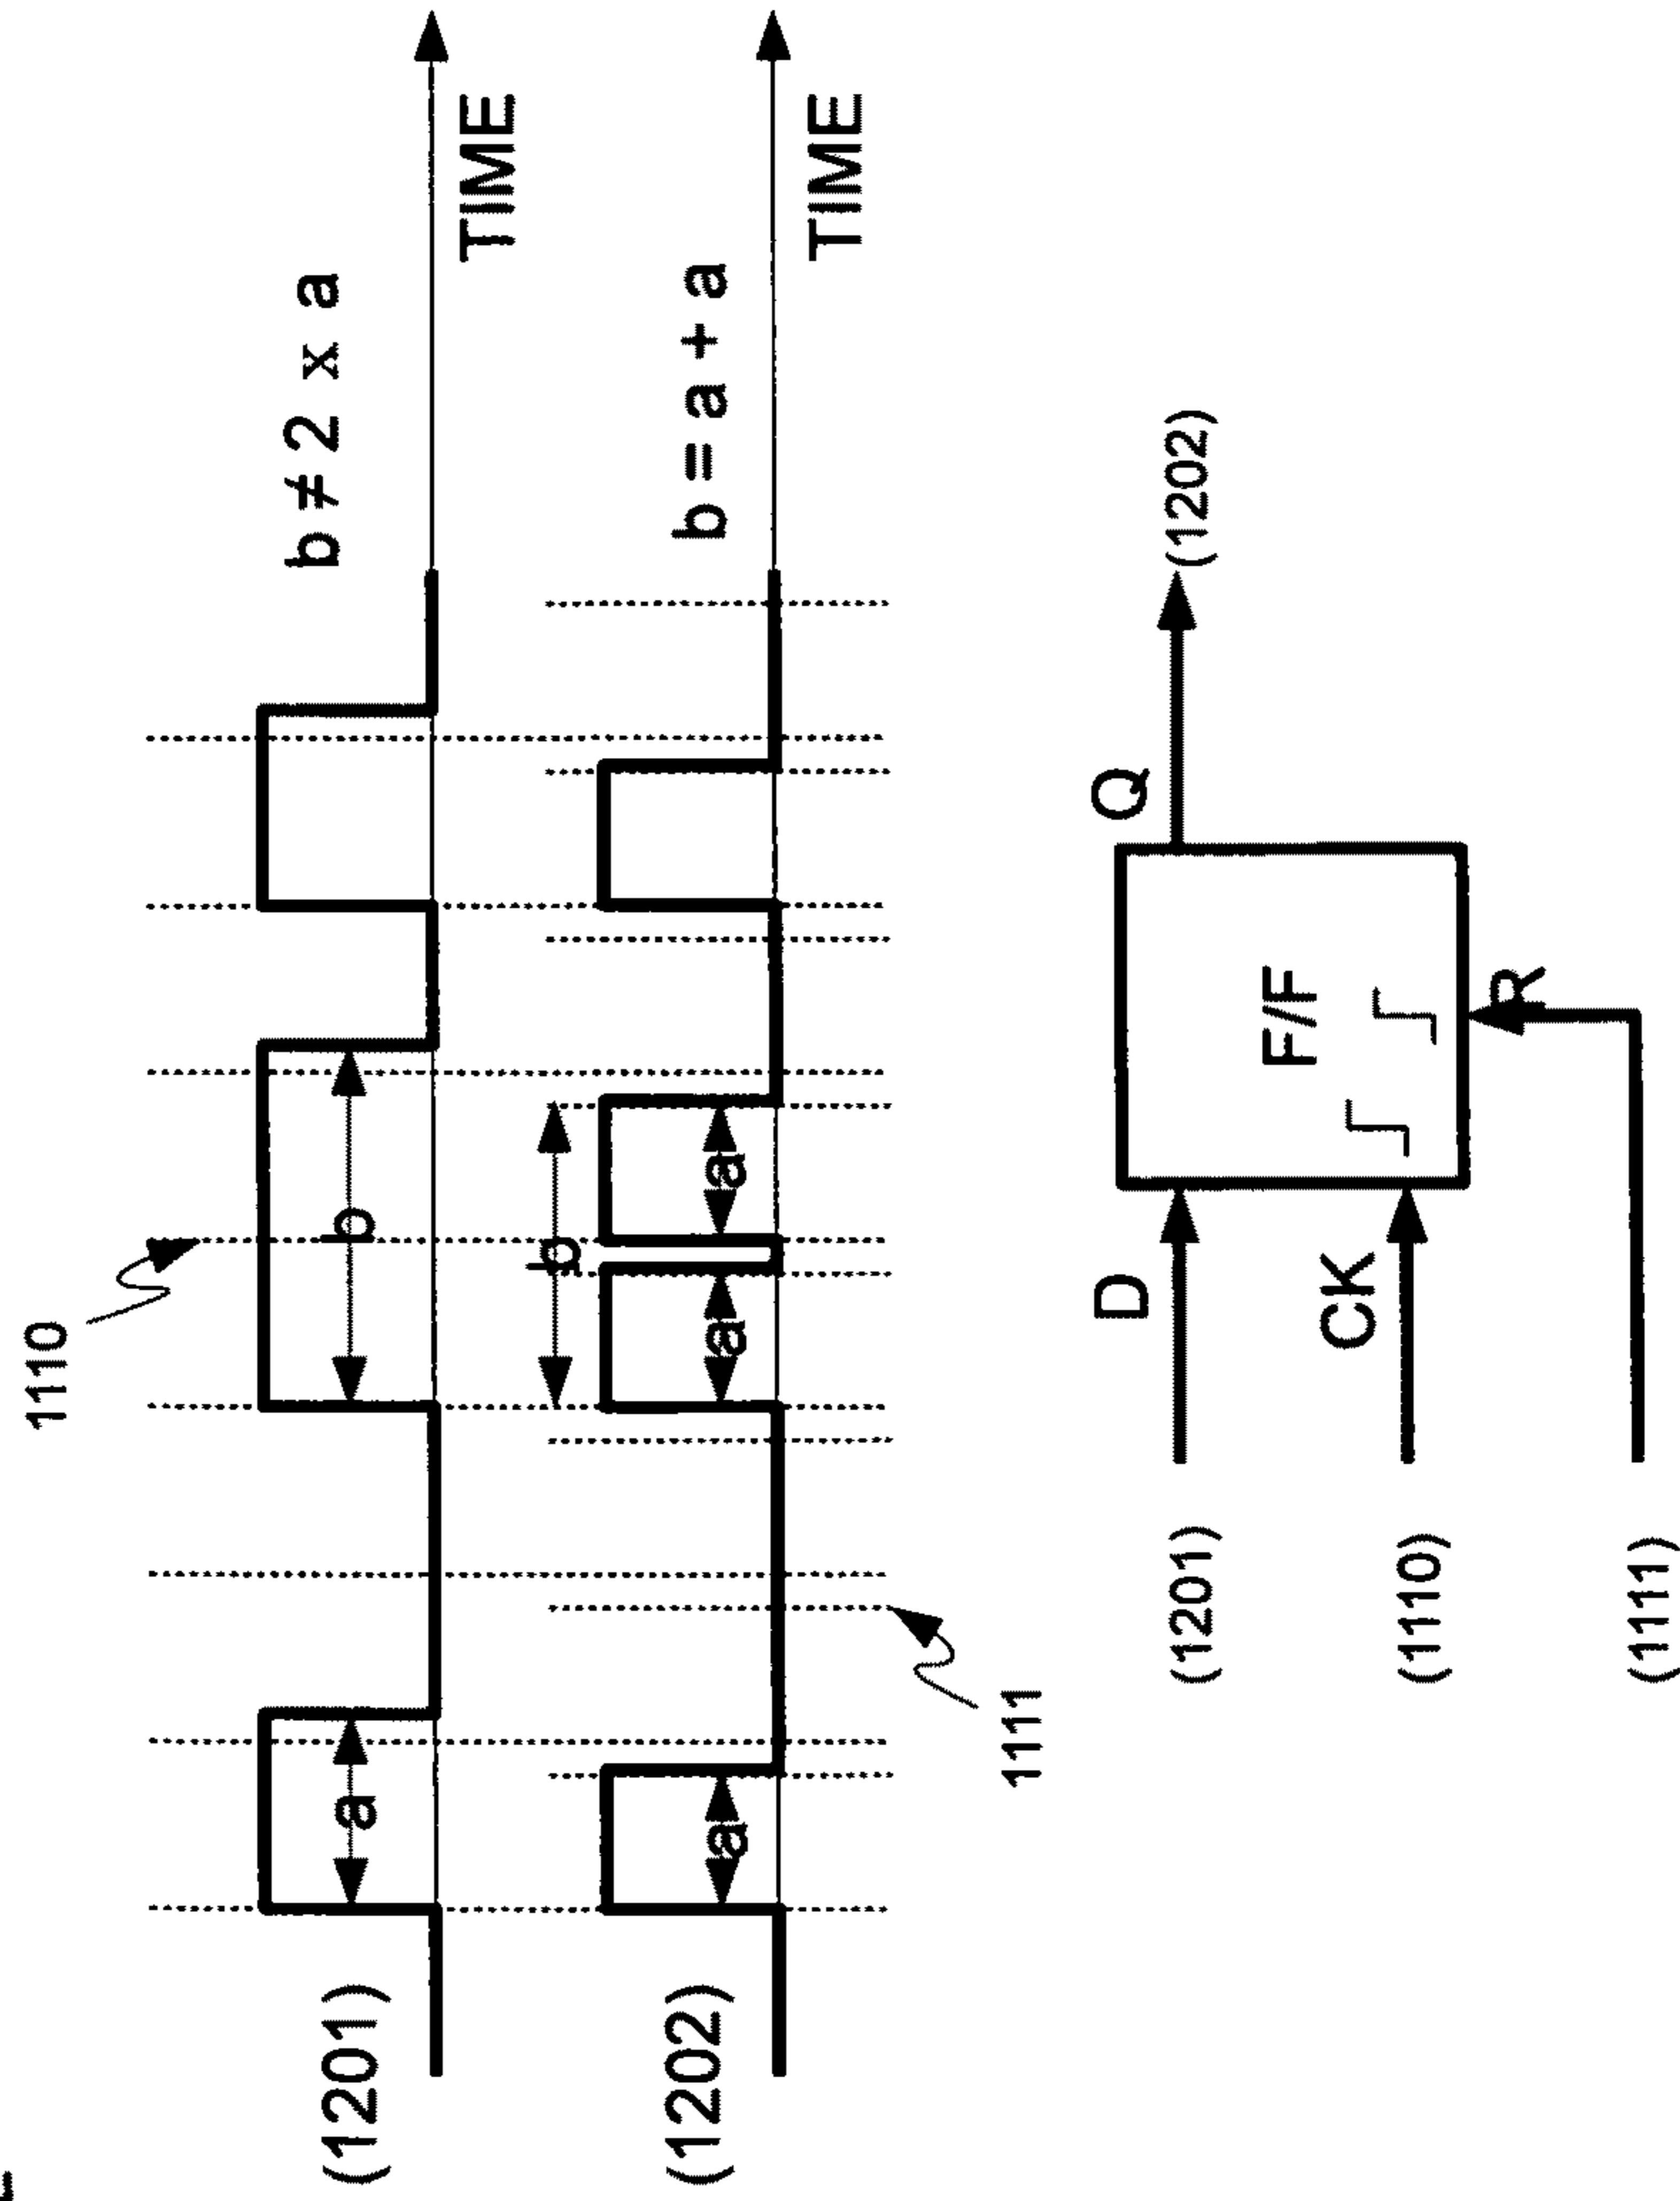 1110
b ≠ 2 x a
(1201)
a
b
TIME
b
b = a + a
(1202)
a
a
a
TIME
1111
D
Q
(1201)
(1202)
F/F
CK
(1110)
R
(1111)